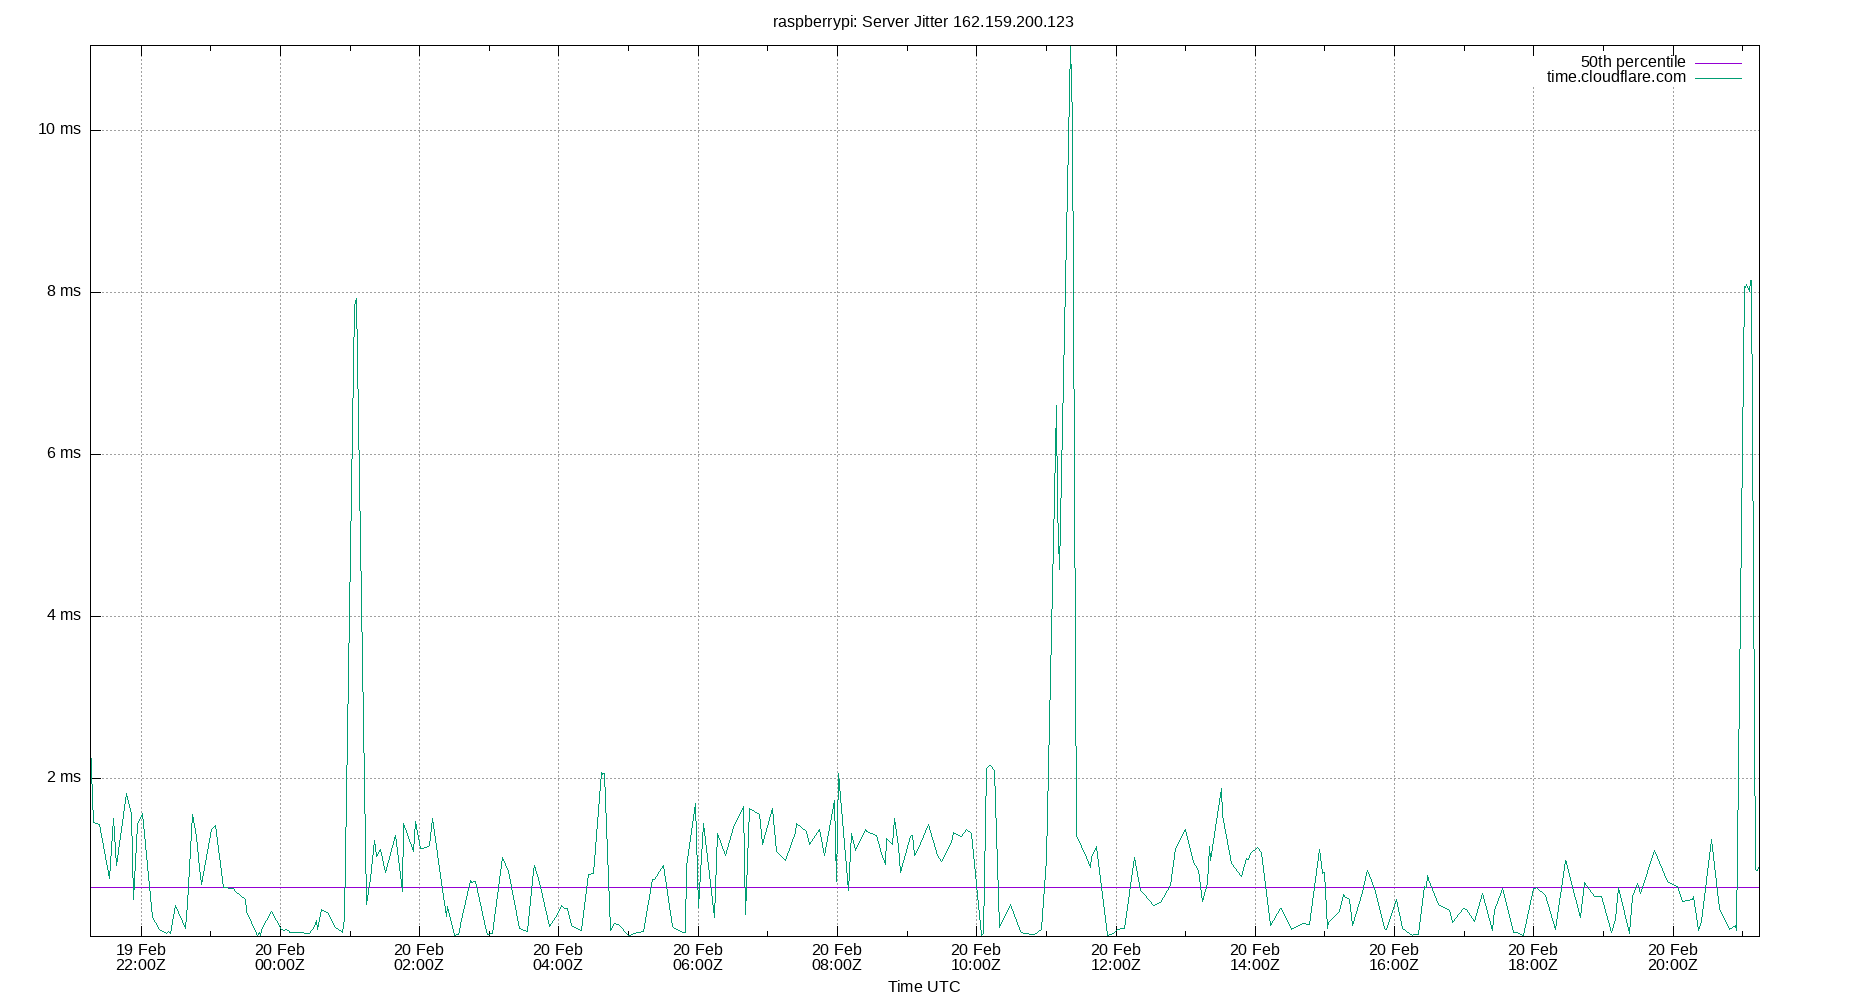 raspberrypi: Server Jitter 162.159.200.123
50th percentile
time.cloudflare.com
10 ms
8 ms
6 ms
4 ms
2 ms
19 Feb 20 Feb 20 Feb 20 Feb 20 Feb 20 Feb 20 Feb 20 Feb 20 Feb 20 Feb 20 Feb 20 Feb
22:00Z 00:00Z 02:00Z 04:00Z 06:00Z 08:00Z 10:00Z 12:00Z 14:00Z 16:00Z 18:00Z 20:00Z
Time UTC